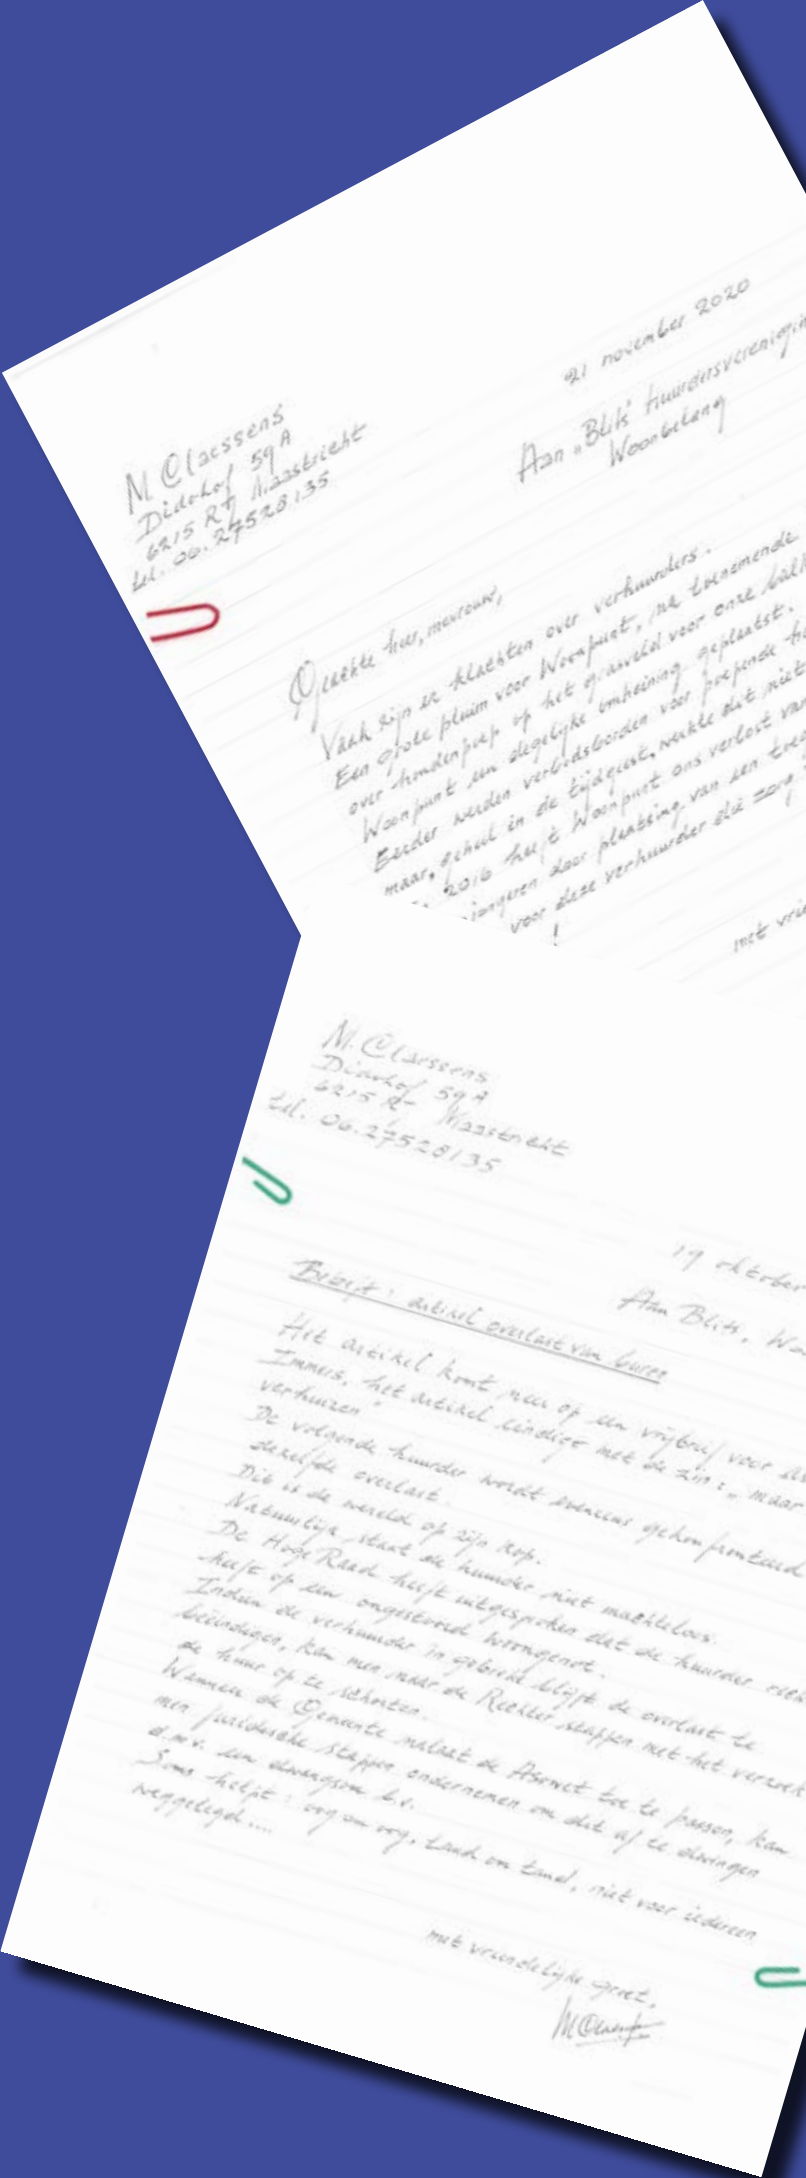 21 november 2020
Aan "Blits" Huurdersvereniging
Woonbelang
M. Claessens
Didohof 59A
6215 RJ Maastricht
tel. 06.27528135
Geachte heer, mevrouw,
Vaak zijn er klachten over verhuurders.
Een grote pluim voor Woonpunt, na toenemende
over hondenpoep op het grasveld voor onze
Woonpunt een degelijke omheining geplaatst.
Eerder werden verbodsborden voor poepende
maar, geheel in de tijdgeest, werkte dit niet
2016 heeft Woonpunt ons verlost van
jongeren door plaatsing van een
voor deze verhuurder die zorg
!
met
M. Claessens
Didohof 59A
6215 RJ Maastricht
tel. 06.27528135
19 oktober
Aan Blits,
Betreft: artikel overlast van buren
Het artikel komt neer op een vrijbrief voor
Immers, het artikel eindigt met de zin: „maar
verhuizen"
De volgende huurder wordt eveneens geconfronteerd
dezelfde overlast.
Dit is de wereld op zijn kop.
Natuurlijk staat de huurder niet machteloos.
De Hoge Raad heeft uitgesproken dat de huurder
heeft op een ongestoord woongenot.
Indien de verhuurder in gebreke blijft de overlast te
beëindigen, kan men naar de Rechter stappen met het verzoek
de huur op te schorten.
Wanneer de Gemeente nalaat de Asowet toe te passen, kan
men juridische stappen ondernemen om dit af te dwingen
d.m.v. een dwangsom b.v.
Soms helpt: oog om oog, tand om tand, niet voor iedereen
weggelegd....
met vriendelijke groet,